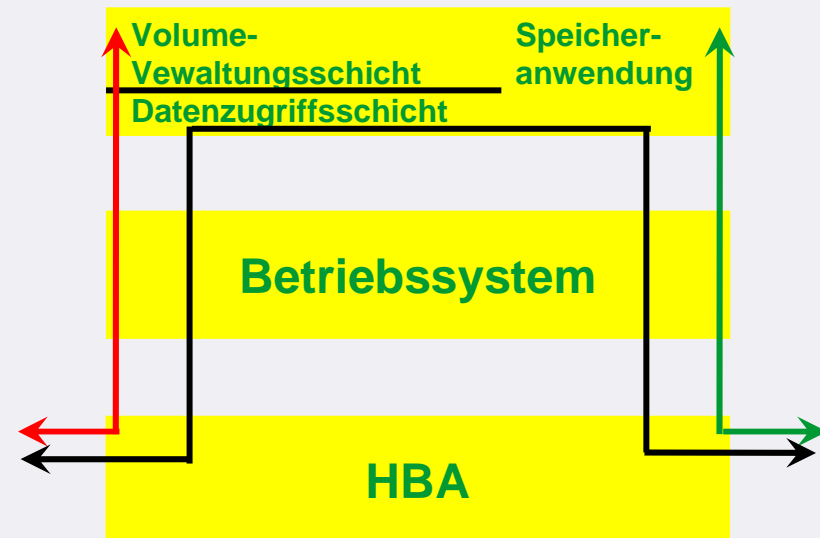 Volume-
Vewaltungsschicht
Datenzugriffsschicht
Speicher-
anwendung
Betriebssystem
HBA